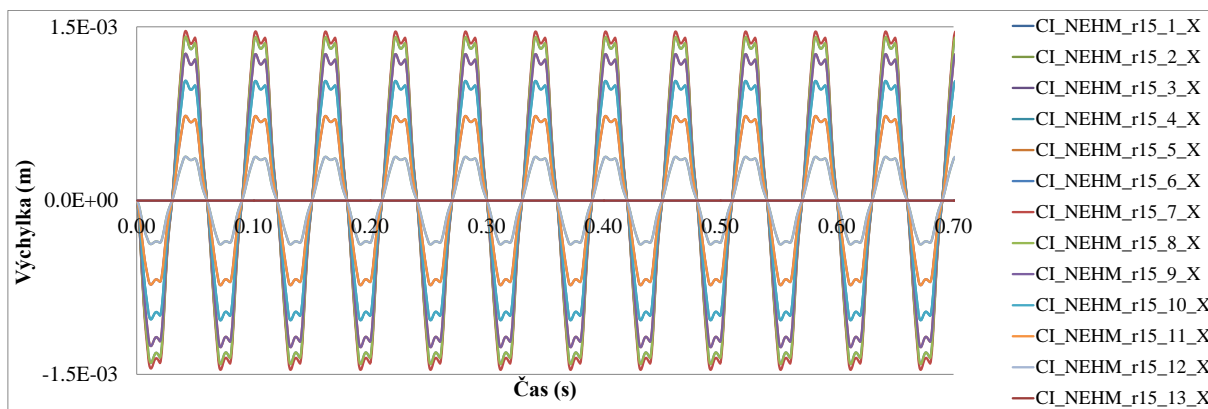 1.5E-03
0.0E+00
-1.5E-03
Výchylka (m)
0.00
0.10
0.20
0.30
0.40
0.50
0.60
0.70
Čas (s)
CI_NEHM_r15_1_X
CI_NEHM_r15_2_X
CI_NEHM_r15_3_X
CI_NEHM_r15_4_X
CI_NEHM_r15_5_X
CI_NEHM_r15_6_X
CI_NEHM_r15_7_X
CI_NEHM_r15_8_X
CI_NEHM_r15_9_X
CI_NEHM_r15_10_X
CI_NEHM_r15_11_X
CI_NEHM_r15_12_X
CI_NEHM_r15_13_X